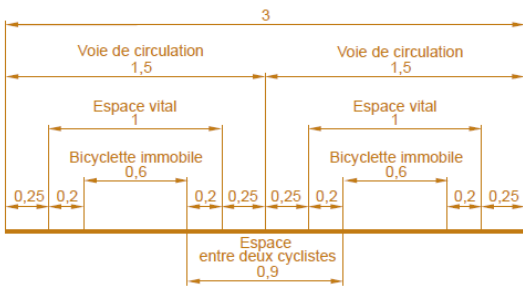 3
Voie de circulation Voie de circulation
1,5 1,5
Espace vital Espace vital
1 1
Bicyclette immobile Bicyclette immobile
0,6 0,6
0,25 0,2 0,2 0,25 0,25 0,2 0,2 0,25
Espace
entre deux cyclistes
0,9